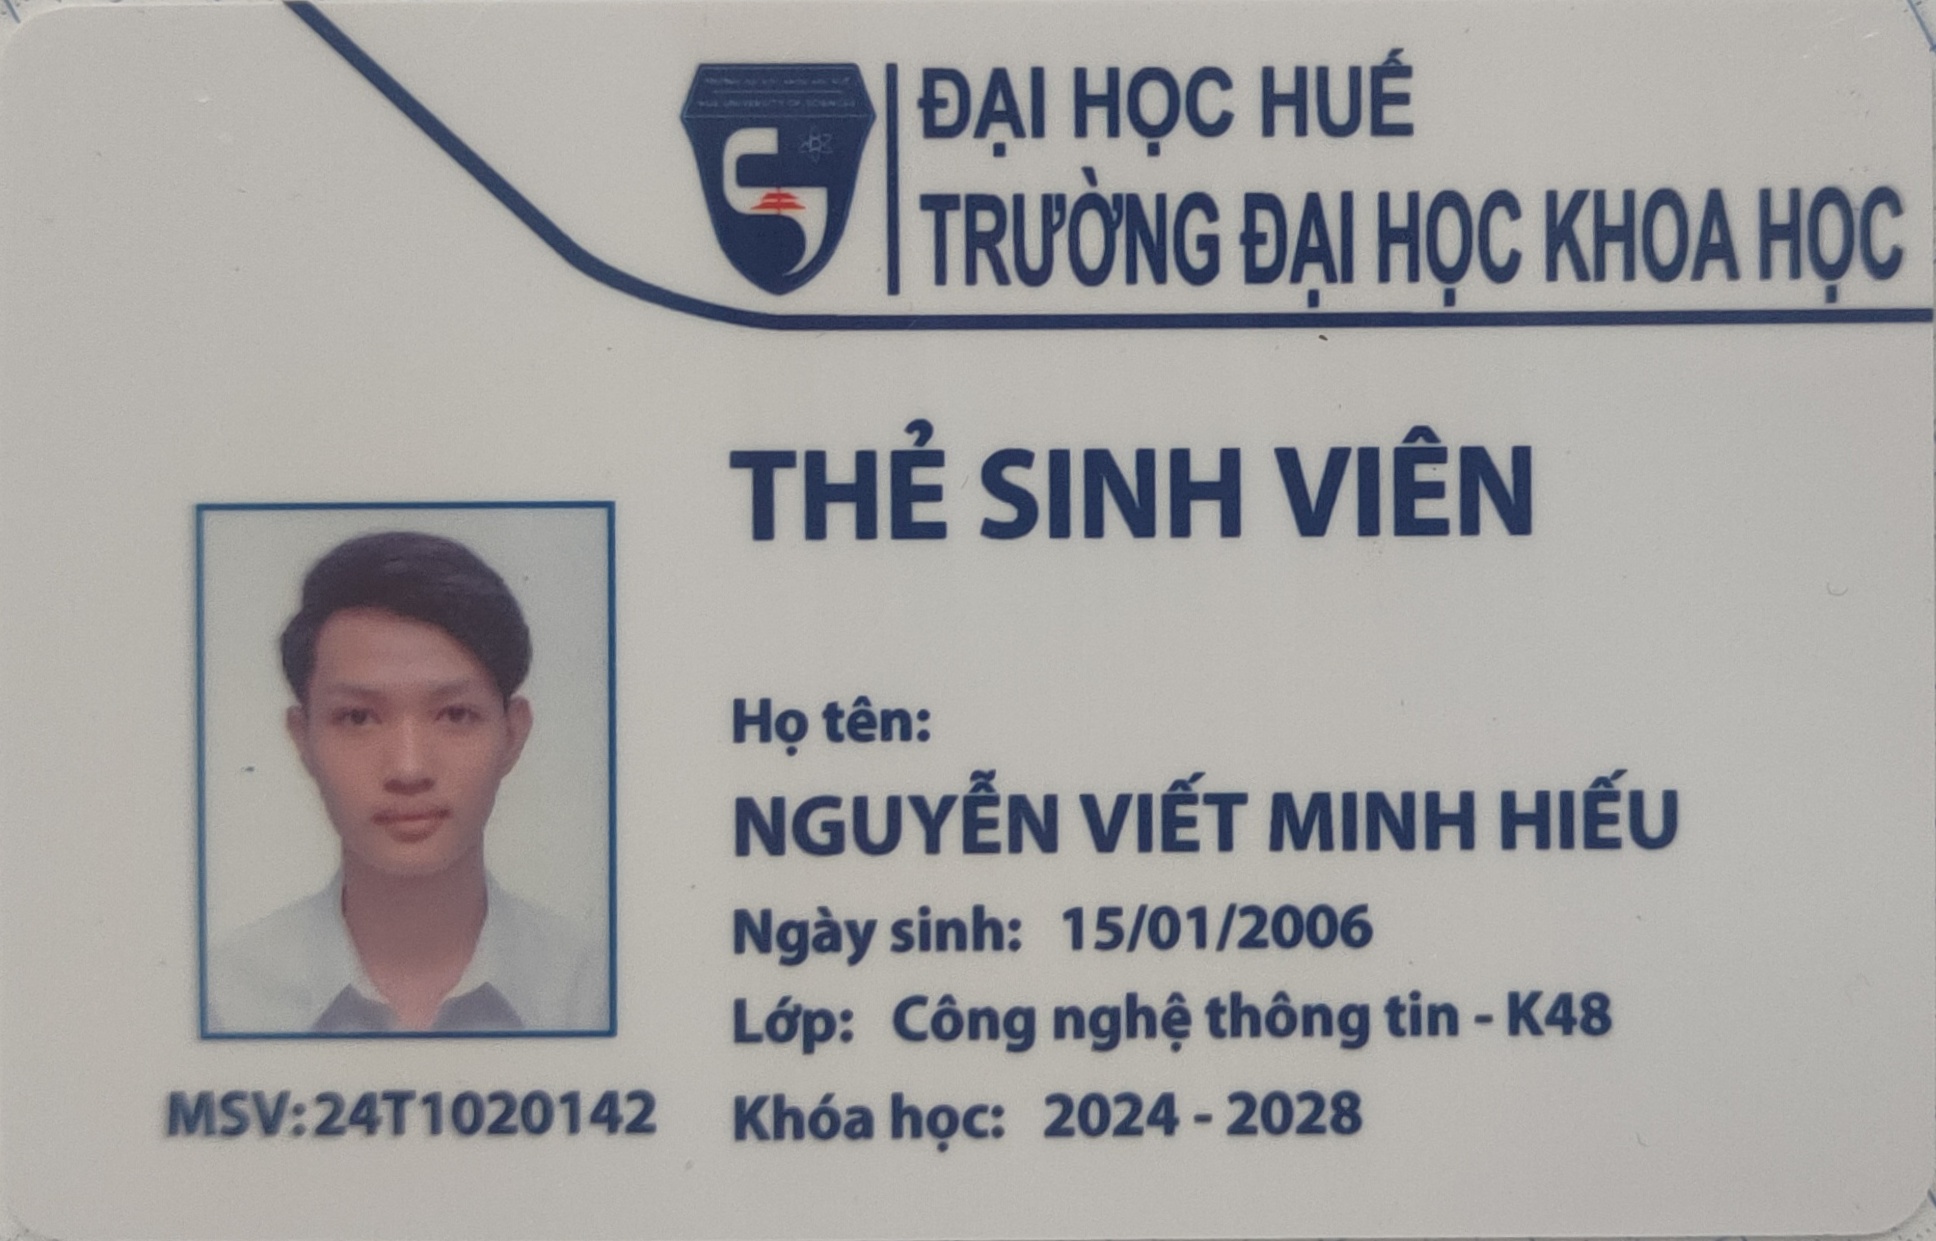 ĐẠI HỌC HUẾ
TRƯỜNG ĐẠI HỌC KHOA HỌC
THẺ SINH VIÊN
Họ tên:
NGUYỄN VIẾT MINH HIẾU
Ngày sinh: 15/01/2006
Lớp: Công nghệ thông tin - K48
Khóa học: 2024 - 2028
MSV:24T1020142